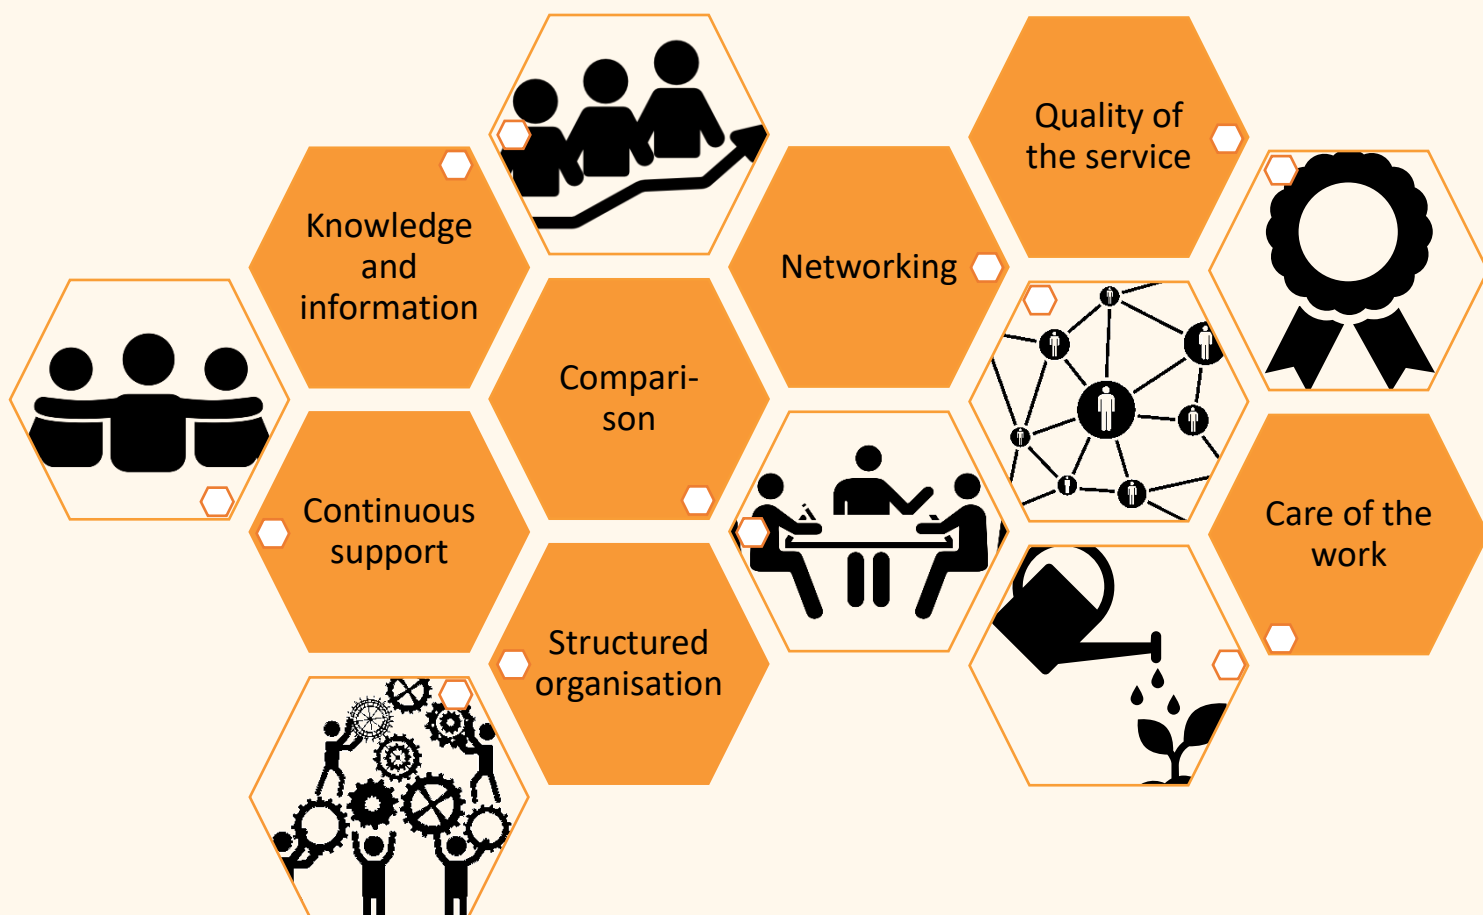 Quality of
the service
Knowledge
and
information
Networking
Compari-
son
Continuous
support
Care of the
work
Structured
organisation